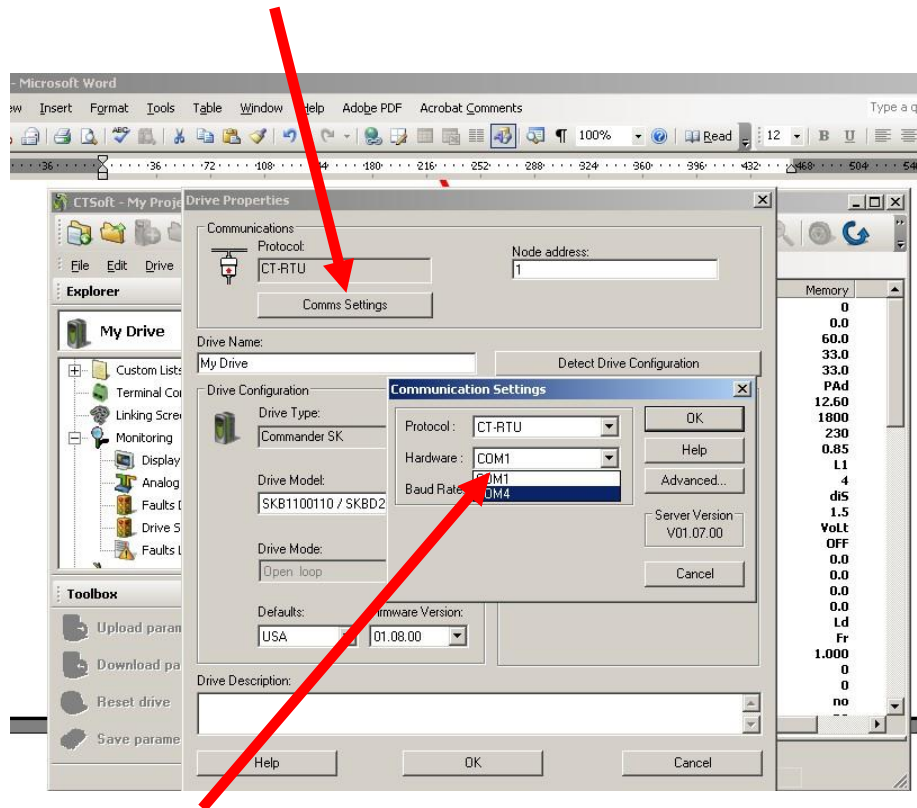 - Microsoft Word
Insert Format Tools Table Window Help Adobe PDF Acrobat Comments
Type a q
100% Read 12 B U
36 36 72 108 180 216 252 288 324 360 396 432 468 504
CTSoft - My Proje
File Edit Drive
Explorer
My Drive
Custom Lists
Terminal Co
Linking Scree
Monitoring
Display
Analog
Faults
Drive S
Faults L
Toolbox
Upload param
Download pa
Reset drive
Save parame
Drive Properties
Communications
Protocol:
CT-RTU
Node address:
1
Comms Settings
Drive Name:
My Drive
Detect Drive Configuration
Drive Configuration
Drive Type:
Commander SK
Drive Model:
SKB1100110 / SKBD2
Drive Mode:
Open loop
Defaults:
USA
Firmware Version:
01.08.00
Drive Description:
Help OK Cancel
Communication Settings
Protocol : CT-RTU
Hardware : COM1
COM1
COM4
Baud Rate
OK
Help
Advanced...
Server Version
V01.07.00
Cancel
Memory
0
0.0
60.0
33.0
33.0
PAd
12.60
1800
230
0.85
L1
4
diS
1.5
VoLt
OFF
0.0
0.0
0.0
0.0
Ld
Fr
1.000
0
0
no